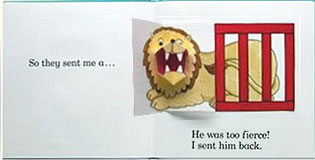 So they sent me a...
He was too fierce!
I sent him back.